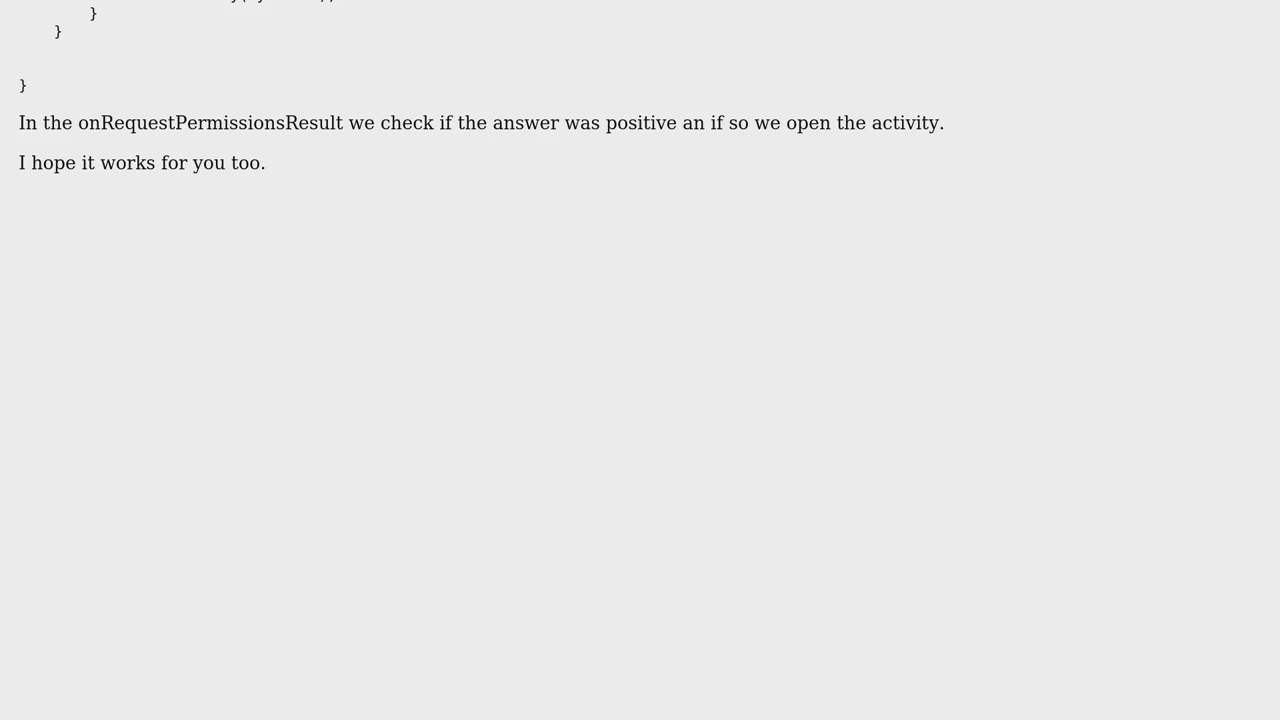 }
}
}
In the onRequestPermissionsResult we check if the answer was positive an if so we open the activity.
I hope it works for you too.